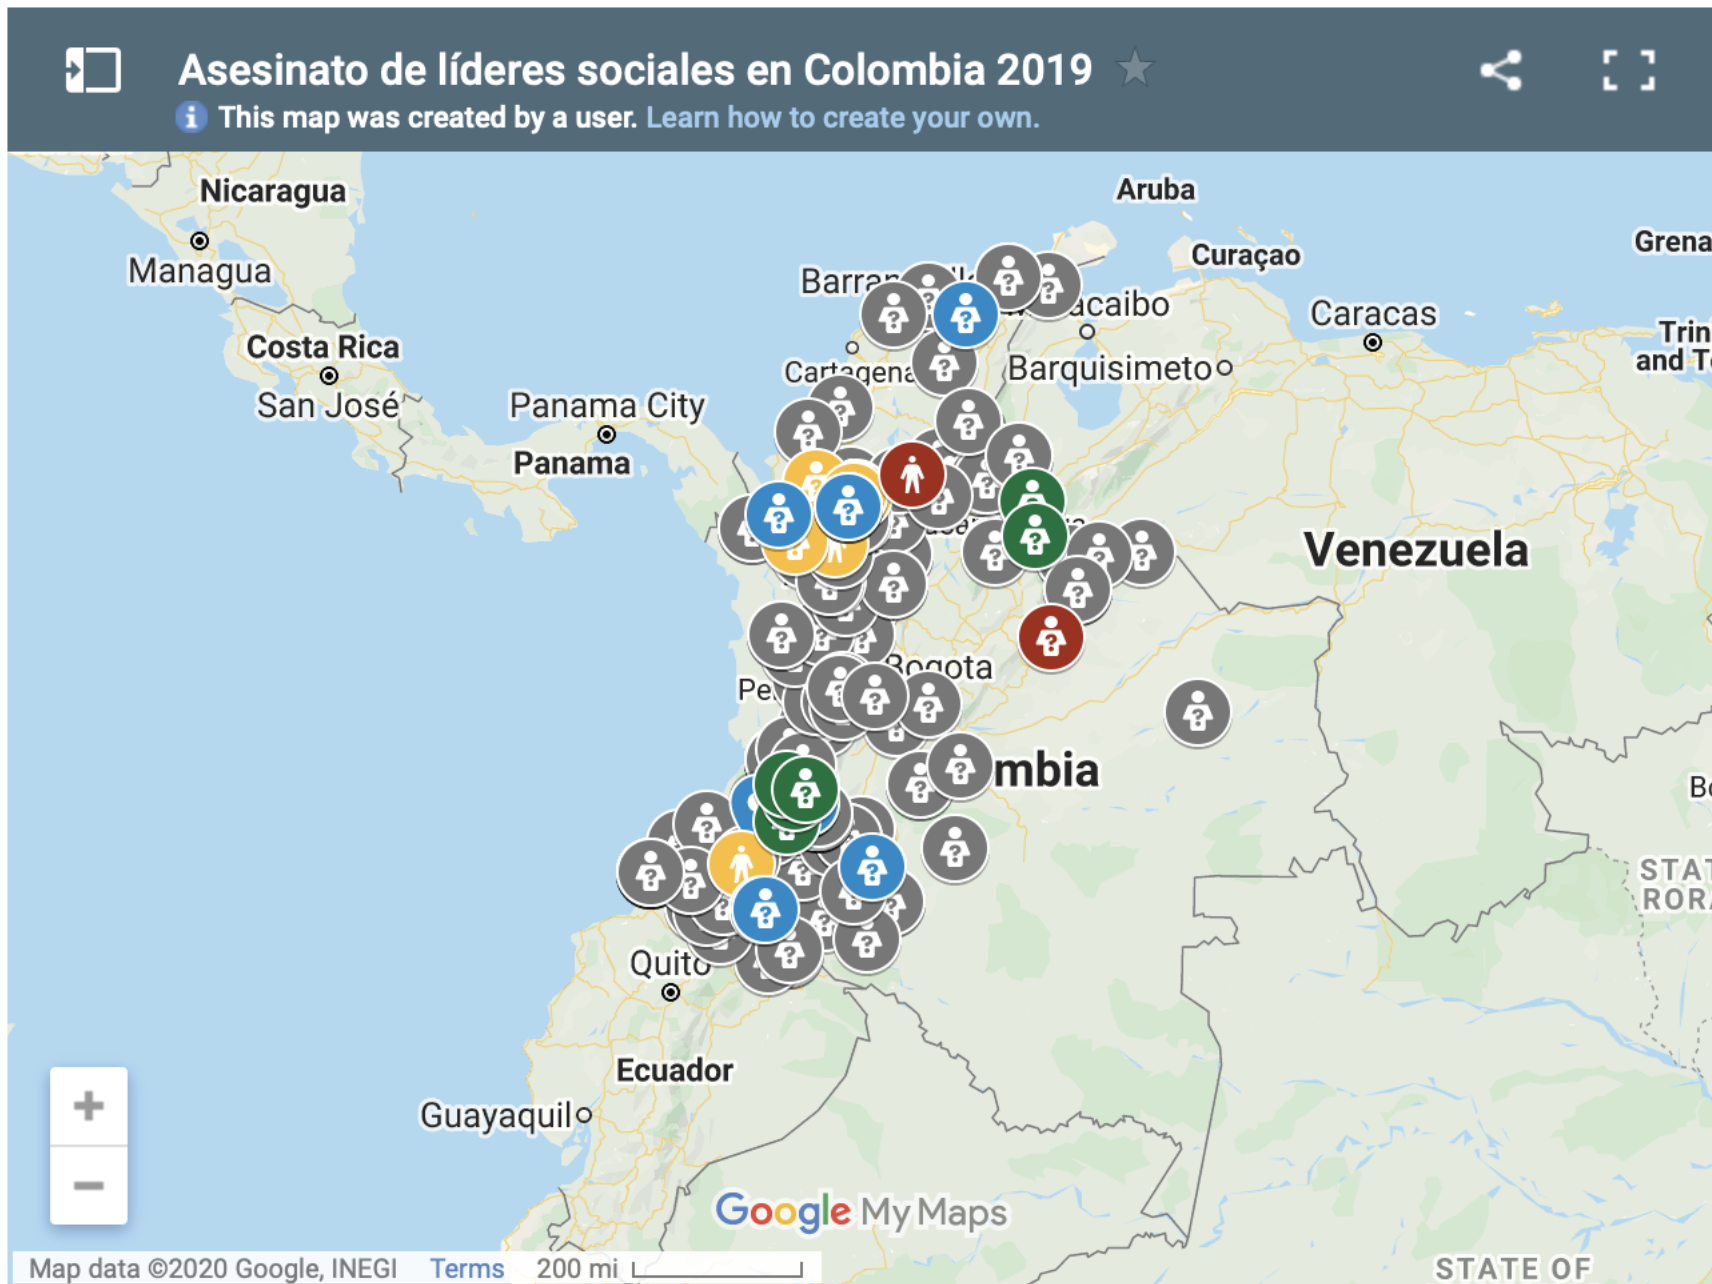 Asesinato de líderes sociales en Colombia 2019
This map was created by a user. Learn how to create your own.
Nicaragua
Aruba
Managua
Curaçao
Grena
Barran
acaibo
Caracas
Costa Rica
Trin
and T
Barquisimeto
Cartagena
San José
Panama City
Panama
Venezuela
Bogota
Pe
mbia
B
STAT
ROR
Quito
Ecuador
Guayaquil
Google My Maps
Map data ©2020 Google, INEGI Terms 200 mi
STATE OF